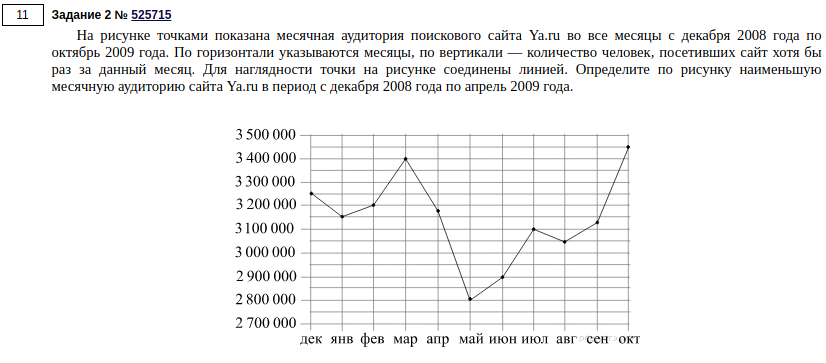 11
Задание 2 № 525715
На рисунке точками показана месячная аудитория поискового сайта Ya.ru во все месяцы с декабря 2008 года по
октябрь 2009 года. По горизонтали указываются месяцы, по вертикали — количество человек, посетивших сайт хотя бы
раз за данный месяц. Для наглядности точки на рисунке соединены линией. Определите по рисунку наименьшую
месячную аудиторию сайта Ya.ru в период с декабря 2008 года по апрель 2009 года.
3 500 000
3 400 000
3 300 000
3 200 000
3 100 000
3 000 000
2 900 000
2 800 000
2 700 000
дек янв фев мар апр май июн июл авг сен окт